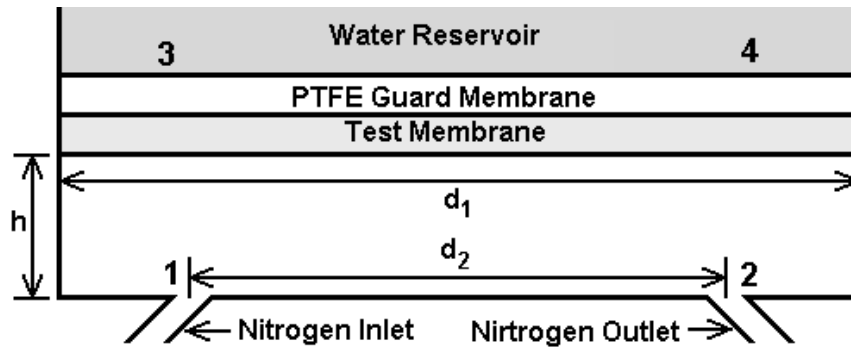 3 Water Reservoir 4
PTFE Guard Membrane
Test Membrane
d1
h
d2
1 2
Nitrogen Inlet Nirtrogen Outlet